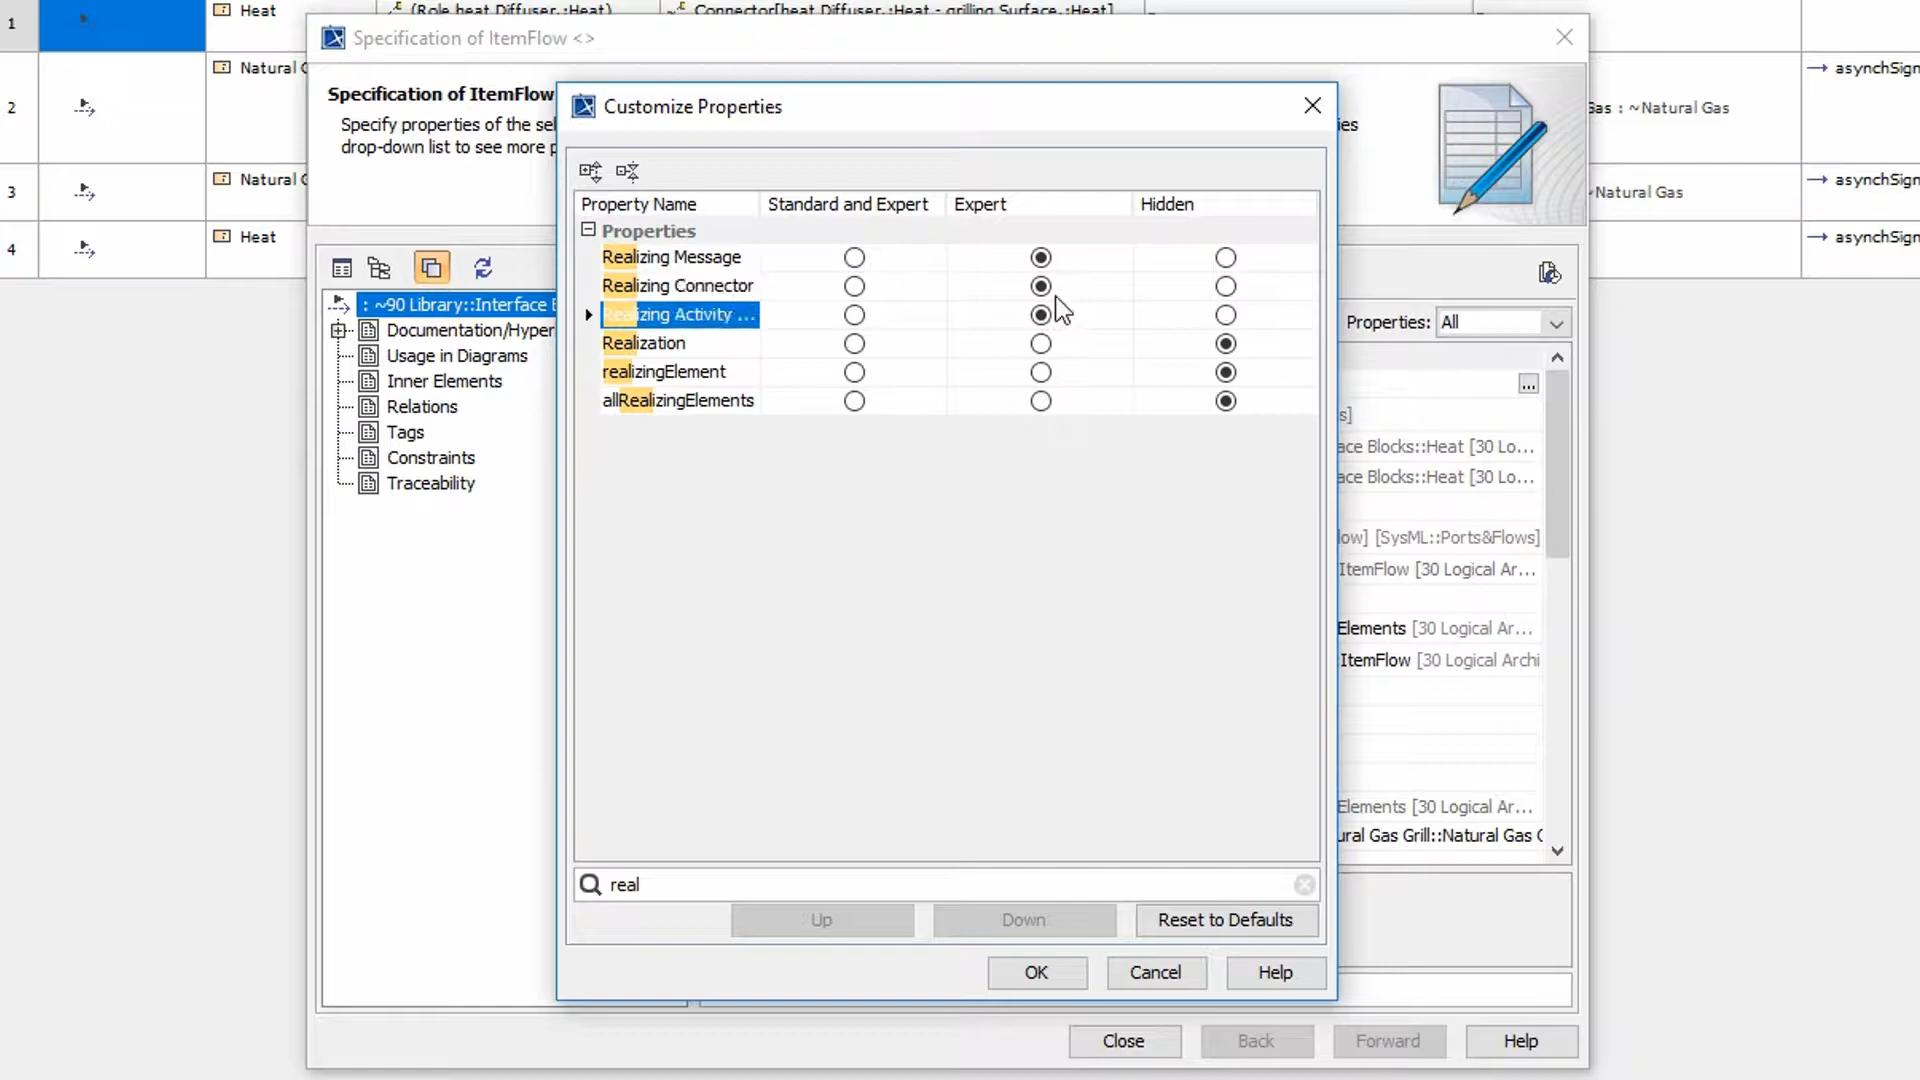 1 Heat (Role heat Diffuser.:Heat) Connector[heat Diffuser.:Heat - grilling Surface.:Heat]
Specification of ItemFlow <>
2 Natural asynchSign
Specification of ItemFlow
Customize Properties
Specify properties of the
Gas : ~Natural Gas
drop-down list to see more
3 Natural ~Natural Gas asynchSign
Property Name Standard and Expert Expert Hidden
Properties
4 Heat asynchSign
Realizing Message
Realizing Connector
Realizing Activity ...
Realization
realizingElement
allRealizingElements
: ~90 Library::Interface
Documentation/Hyper
Usage in Diagrams
Inner Elements
Relations
Tags
Constraints
Traceability
Properties: All
...
s]
ace Blocks::Heat [30 Lo...
ace Blocks::Heat [30 Lo...
low] [SysML::Ports&Flows]
ItemFlow [30 Logical Ar...
Elements [30 Logical Ar...
ItemFlow [30 Logical Archi
Elements [30 Logical Ar...
ural Gas Grill::Natural Gas
real
Up Down Reset to Defaults
OK Cancel Help
Close Back Forward Help